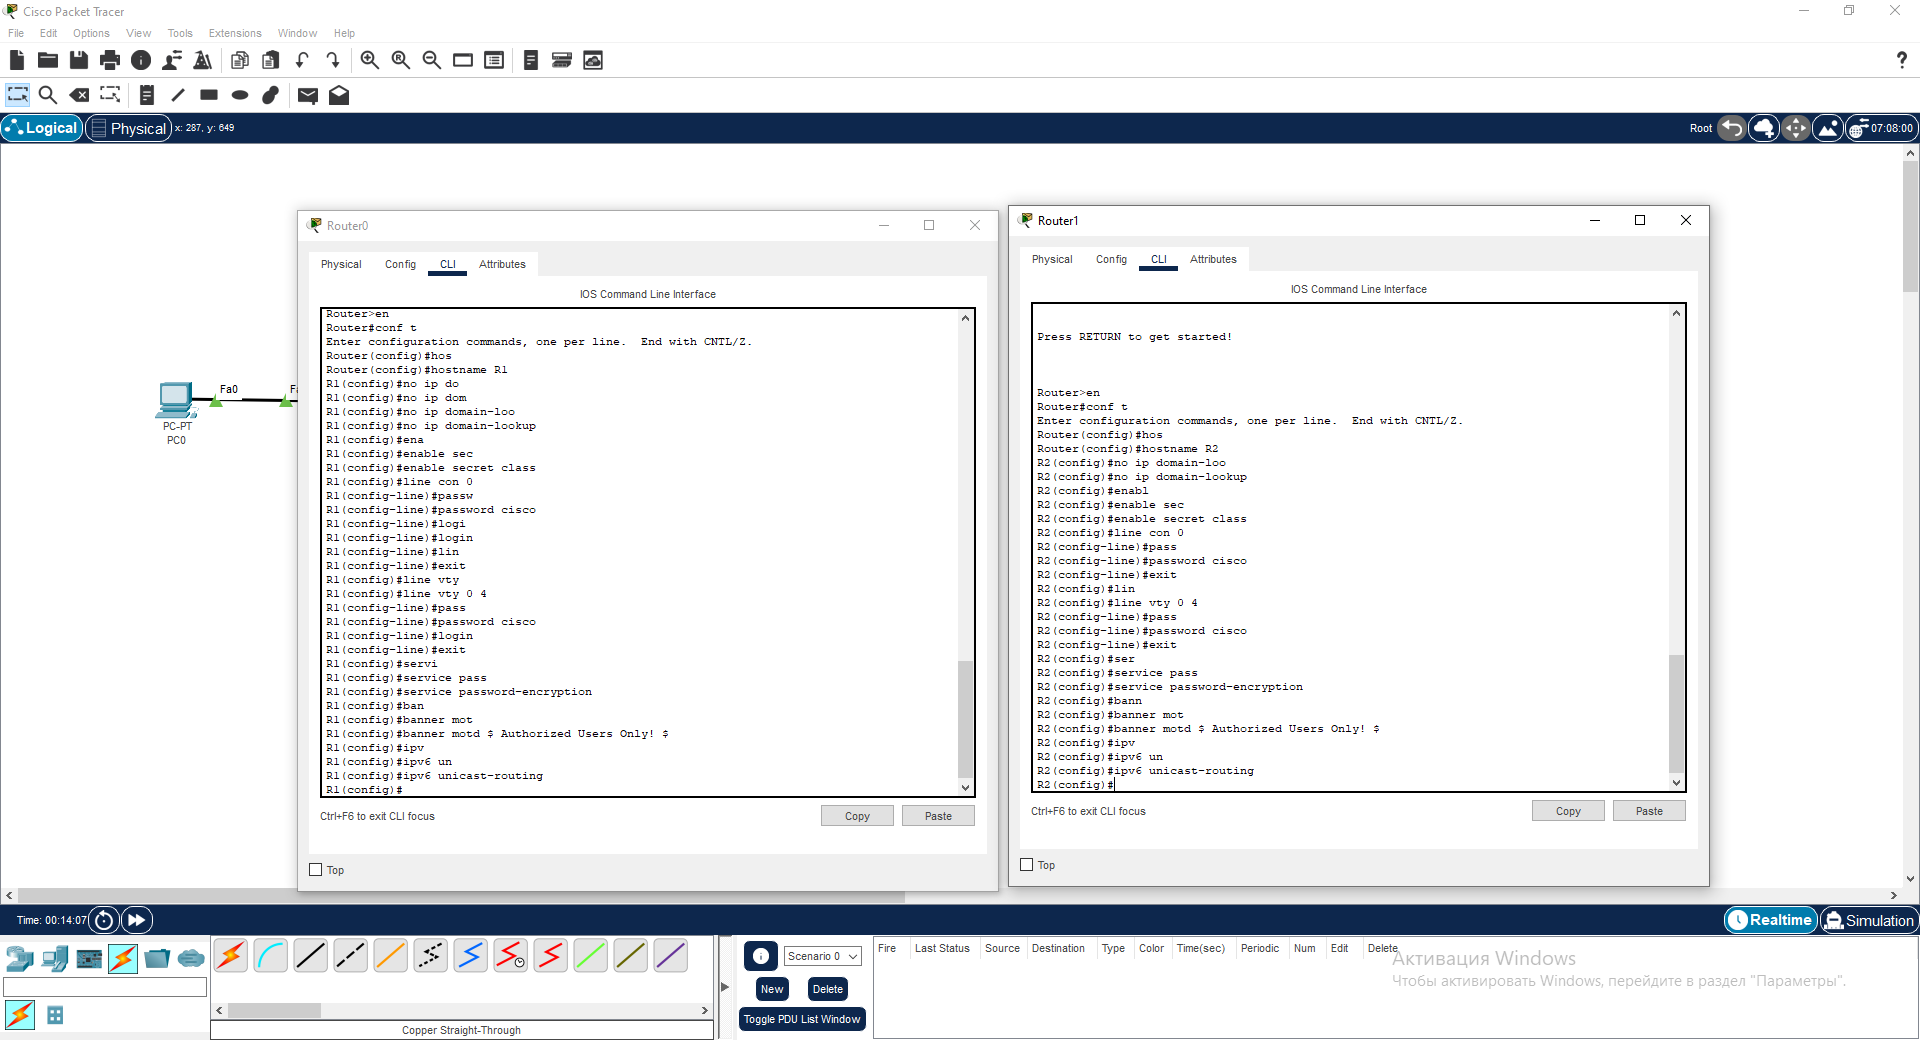 Cisco Packet Tracer
File Edit Options View Tools Extensions Window Help
Logical Physical x: 287, y: 649
Root 07:08:00
Fa0
PC-PT
PC0
Router0
Physical Config CLI Attributes
IOS Command Line Interface
Router>en
Router#conf t
Enter configuration commands, one per line. End with CNTL/Z.
Router(config)#hos
Router(config)#hostname R1
R1(config)#no ip do
R1(config)#no ip dom
R1(config)#no ip domain-loo
R1(config)#no ip domain-lookup
R1(config)#ena
R1(config)#enable sec
R1(config)#enable secret class
R1(config)#line con 0
R1(config-line)#passw
R1(config-line)#password cisco
R1(config-line)#logi
R1(config-line)#login
R1(config-line)#lin
R1(config-line)#exit
R1(config)#line vty
R1(config)#line vty 0 4
R1(config-line)#pass
R1(config-line)#password cisco
R1(config-line)#login
R1(config-line)#exit
R1(config)#servi
R1(config)#service pass
R1(config)#service password-encryption
R1(config)#ban
R1(config)#banner mot
R1(config)#banner motd $ Authorized Users Only! $
R1(config)#ipv
R1(config)#ipv6 un
R1(config)#ipv6 unicast-routing
R1(config)#
Ctrl+F6 to exit CLI focus
Copy Paste
Top
Router1
Physical Config CLI Attributes
IOS Command Line Interface
Press RETURN to get started!
Router>en
Router#conf t
Enter configuration commands, one per line. End with CNTL/Z.
Router(config)#hos
Router(config)#hostname R2
R2(config)#no ip domain-loo
R2(config)#no ip domain-lookup
R2(config)#enabl
R2(config)#enable sec
R2(config)#enable secret class
R2(config)#line con 0
R2(config-line)#pass
R2(config-line)#password cisco
R2(config-line)#exit
R2(config)#lin
R2(config)#line vty 0 4
R2(config-line)#pass
R2(config-line)#password cisco
R2(config-line)#exit
R2(config)#ser
R2(config)#service pass
R2(config)#service password-encryption
R2(config)#bann
R2(config)#banner mot
R2(config)#banner motd $ Authorized Users Only! $
R2(config)#ipv
R2(config)#ipv6 un
R2(config)#ipv6 unicast-routing
R2(config)#
Ctrl+F6 to exit CLI focus
Copy Paste
Top
Time: 00:14:07
Realtime Simulation
Copper Straight-Through
Scenario 0
New Delete
Toggle PDU List Window
Fire Last Status Source Destination Type Color Time(sec) Periodic Num Edit Delete
Активация Windows
Чтобы активировать Windows, перейдите в раздел "Параметры".